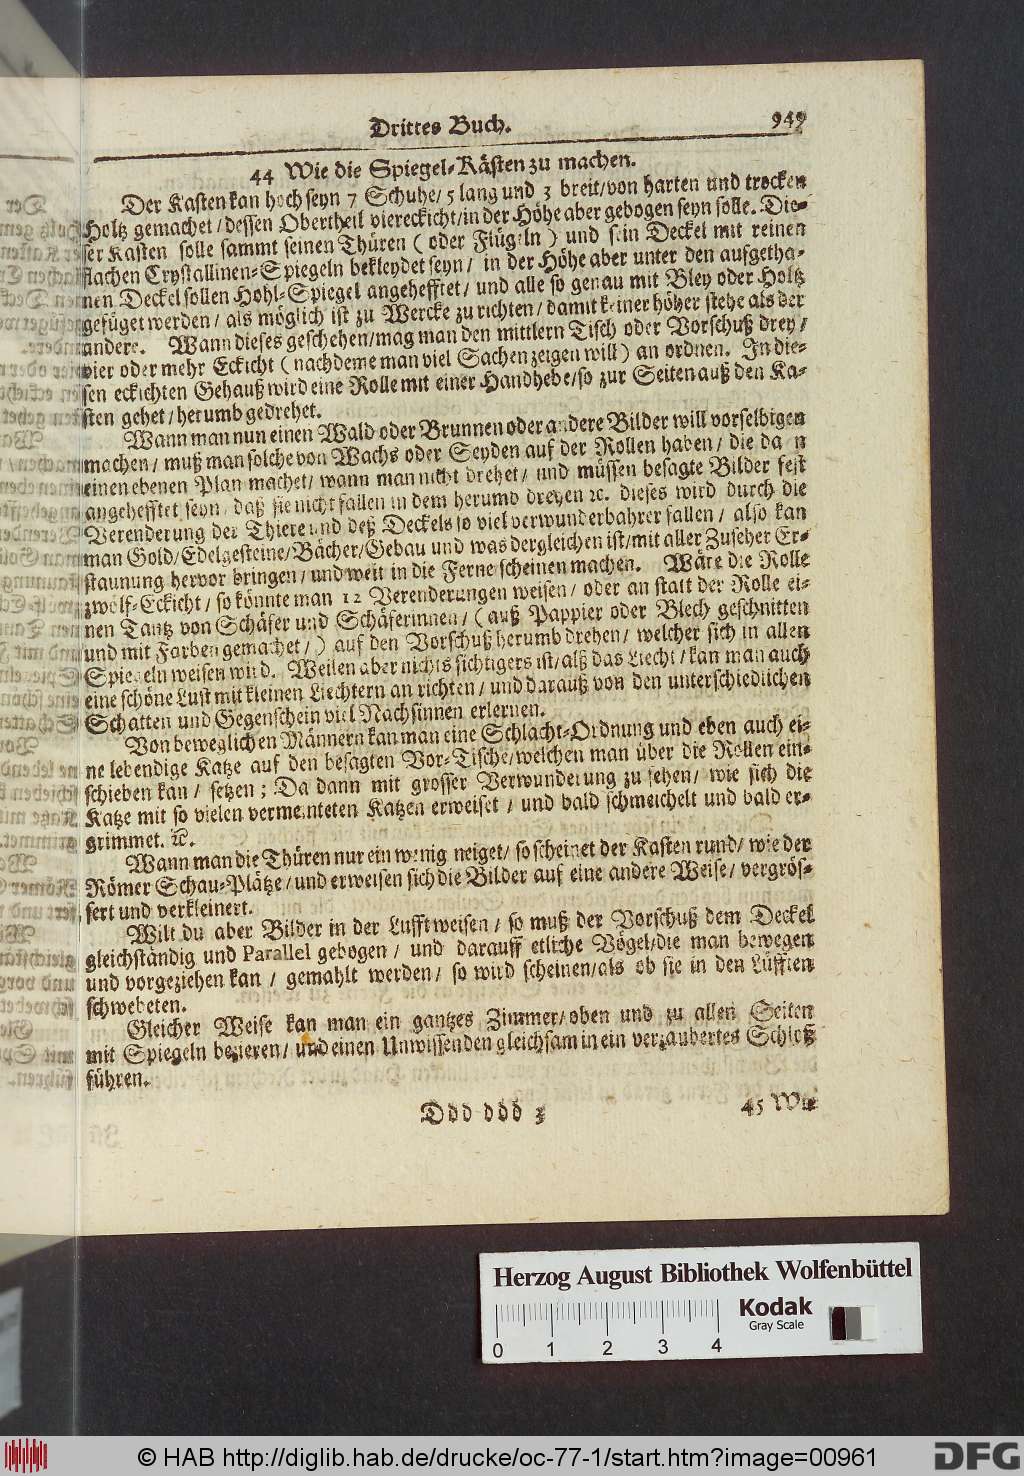 Drittes Buch. 949
44 Wie die Spiegel-Kästen zu machen.
Der Kasten kan hoch seyn 7 Schuhe/ 5 lang und 3 breit/ von harten und trocken
Holtz gemachet/ dessen Obertheil viereckicht/ in der Höhe aber gebogen seyn solle. Die-
ser Kasten solle sammt seinen Thüren ( oder Flügeln ) und sein Deckel mit reinen
flachen Crystallinen-Spiegeln bekleydet seyn/ in der Höhe aber unter den aufgetha-
nen Deckel sollen Hohl-Spiegel angehefftet/ und alle so genau mit Bley oder Holtz
gefüget werden/ als möglich ist zu Wercke zu richten/ damit keiner höher stehe als der
andere. Wann dieses geschehen/ mag man den mittlern Tisch oder Vorschuß drey/
vier oder mehr Eckicht ( nachdeme man viel Sachen zeigen will ) an ordnen. In die-
sen eckichten Gehauß wird eine Rolle mit einer Handhebe/ so zur Seiten auß den Ka-
sten gehet/ herumb gedrehet.
Wann man nun einen Wald oder Brunnen oder andere Bilder will vorselbigen
machen/ muß man solche von Wachs oder Seyden auf der Rollen haben/ die da n
einen ebenen Plan machet/ wann man nicht drehet/ und müssen besagte Bilder fest
angehefftet seyn/ daß sie nicht fallen in dem herumb drehen ꝛc. dieses wird durch die
Verenderung der Thiere und deß Deckels so viel verwunderbahrer fallen/ also kan
man Gold/ Edelgesteine/ Bächer/ Gebäu und was dergleichen ist/ mit aller Zuseher Er-
staunung hervor bringen/ und weit in die Ferne scheinen machen. Wäre die Rolle
zwölf-Eckicht/ so könnte man 12 Verenderungen weisen/ oder an statt der Rolle ei-
nen Tantz von Schäfer und Schäferinnen/ ( auß Pappier oder Blech geschnitten
und mit Farben gemachet/ ) auf den Vorschuß herumb drehen/ welcher sich in allen
Spiegeln weisen wird. Weilen aber nichts sichtigers ist/ alß das Liecht/ kan man auch
eine schöne Lust mit kleinen Liechtern an richten/ und darauß von den unterschiedlichen
Schatten und Gegenschein viel Nachsinnen erlernen.
Von beweglichen Männern kan man eine Schlacht-Ordnung und eben auch ei-
ne lebendige Katze auf den besagten Vor-Tische/ welchen man über die Rollen ein-
schieben kan/ setzen; Da dann mit grosser Verwunderung zu sehen/ wie sich die
Katze mit so vielen vermeinteten Katzen erweiset/ und bald schmeichelt und bald er-
grimmet. ꝛc.
Wann man die Thüren nur ein wenig neiget/ so scheinet der Kasten rund/ wie der
Römer Schau-Plätze/ und erweisen sich die Bilder auf eine andere Weise/ vergrös-
sert und verkleinert.
Wilt du aber Bilder in der Lufft weisen/ so muß der Vorschuß dem Deckel
gleichständig und Parallel gebogen/ und darauff etliche Vögel/ die man bewegen
und vorgeziehen kan/ gemahlt werden/ so wird scheinen/ als ob sie in den Lüfften
schwebeten.
Gleicher Weise kan man ein gantzes Zimmer/ oben und zu allen Seiten
mit Spiegeln bezieren/ und einen Unwissenden gleichsam in ein verzaubertes Schloß
führen.
Ddd ddd 3 45 Wie
Herzog August Bibliothek Wolfenbüttel
Kodak
Gray Scale
0 1 2 3 4
© HAB http://diglib.hab.de/drucke/oc-77-1/start.htm?image=00961
DFG